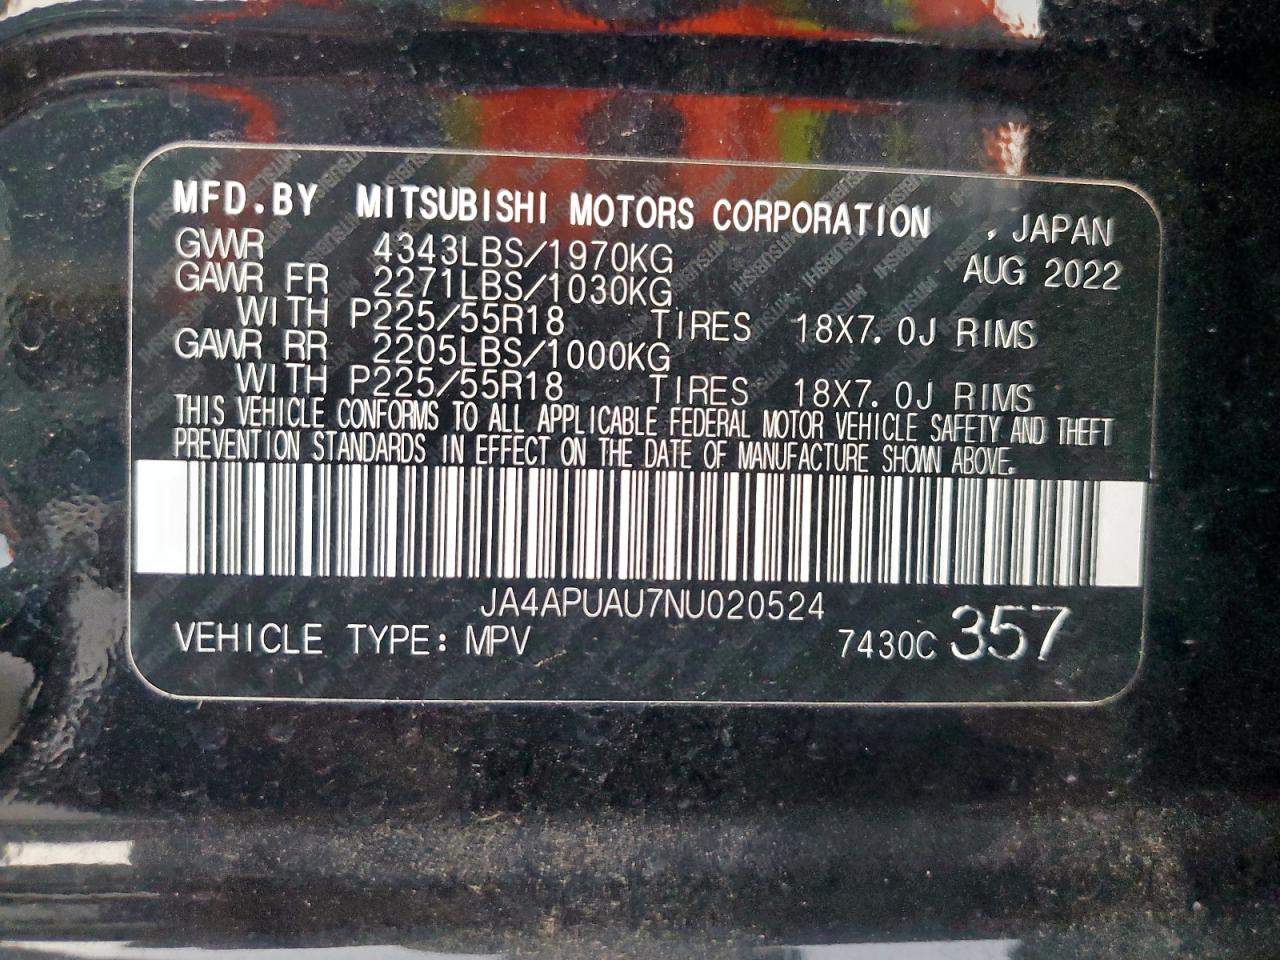 MFD.BY MITSUBISHI MOTORS CORPORATION , JAPAN
GVWR 4343LBS/1970KG AUG 2022
GAWR FR 2271LBS/1030KG
WITH P225/55R18 TIRES 18X7.0J RIMS
GAWR RR 2205LBS/1000KG
WITH P225/55R18 TIRES 18X7.0J RIMS
THIS VEHICLE CONFORMS TO ALL APPLICABLE FEDERAL MOTOR VEHICLE SAFETY AND THEFT
PREVENTION STANDARDS IN EFFECT ON THE DATE OF MANUFACTURE SHOWN ABOVE.
JA4APUAU7NU020524
VEHICLE TYPE: MPV 7430C 357